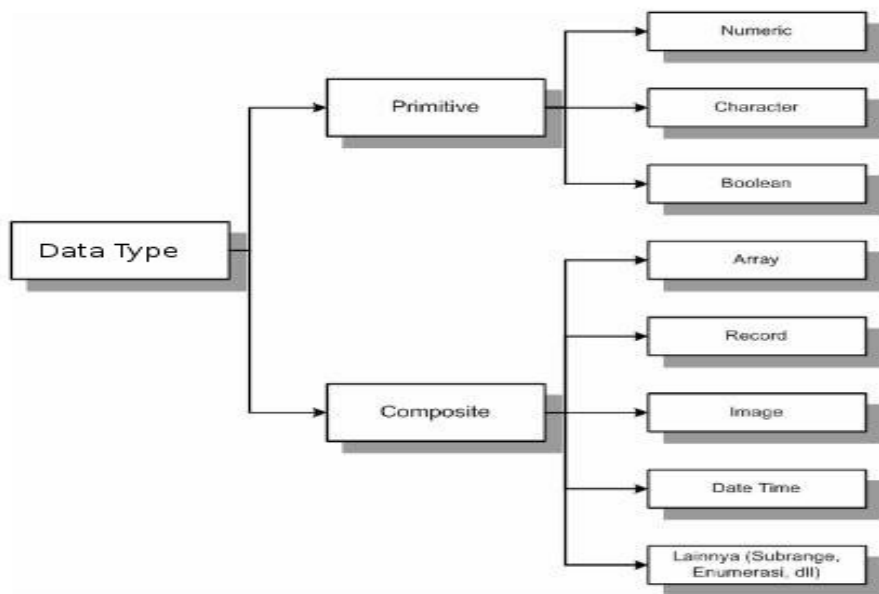 Numeric
Primitive
Character
Boolean
Data Type
Array
Record
Composite
Image
Date Time
Lainnya (Subrange,
Enumerasi, dll)